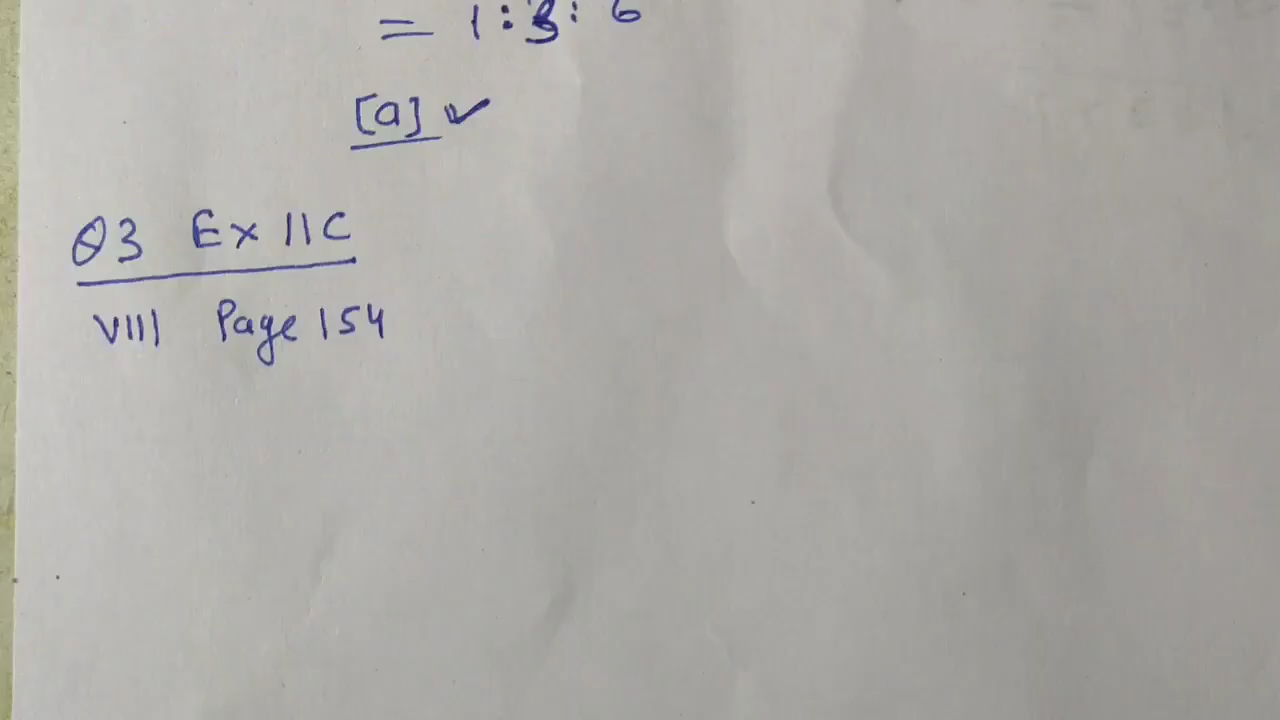 = 1:3:6
[a] ✓
Q3 Ex 11C
VIII Page 154